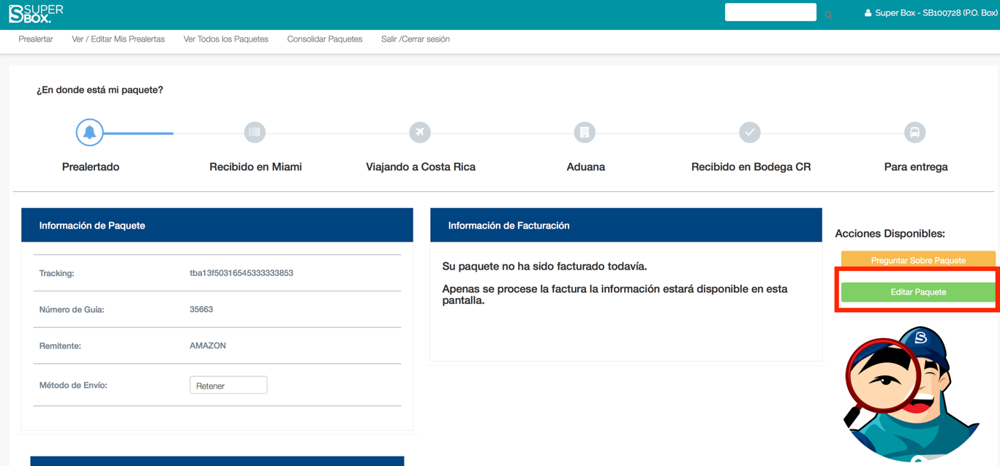 SUPER
BOX.
Super Box - SB100728 (P.O. Box)
Prealertar
Ver / Editar Mis Prealertas
Ver Todos los Paquetes
Consolidar Paquetes
Salir /Cerrar sesión
¿En donde está mi paquete?
Prealertado
Recibido en Miami
Viajando a Costa Rica
Aduana
Recibido en Bodega CR
Para entrega
Información de Paquete
Tracking:
tba13f50316545333333853
Número de Guía:
35663
Remitente:
AMAZON
Método de Envío:
Retener
Información de Facturación
Su paquete no ha sido facturado todavía.
Apenas se procese la factura la información estará disponible en esta
pantalla.
Acciones Disponibles:
Preguntar Sobre Paquete
Editar Paquete
S